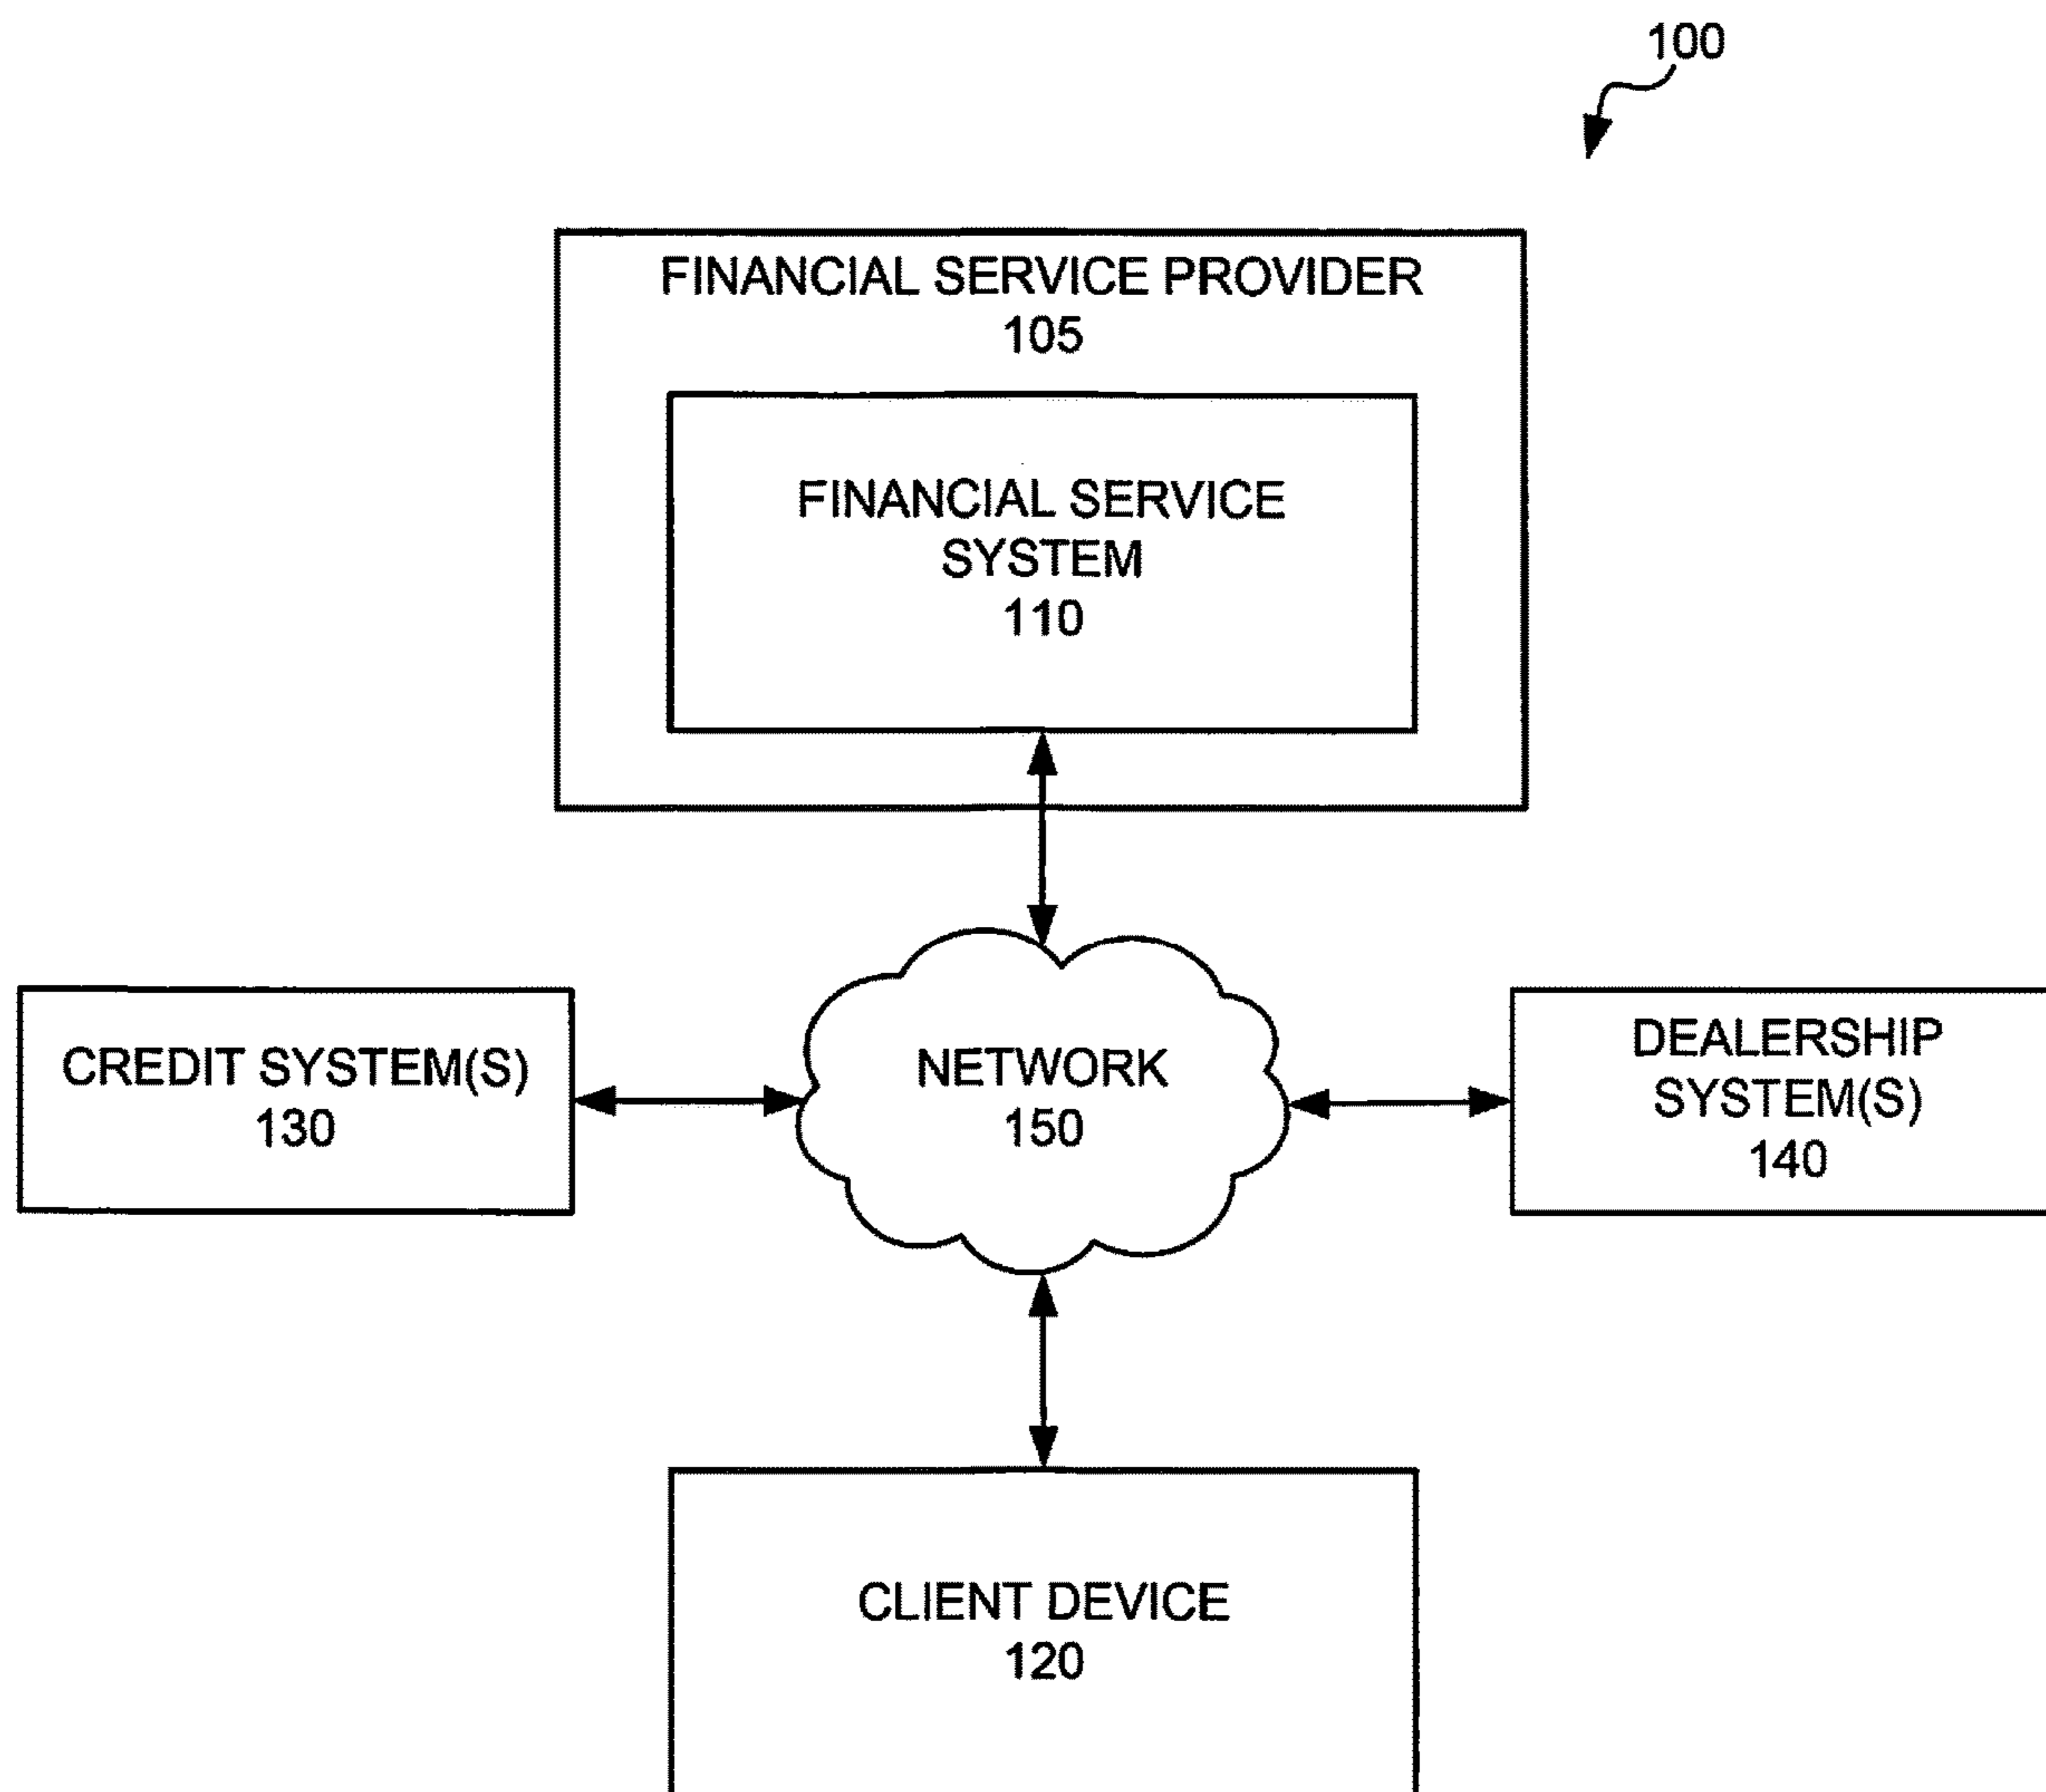 100
FINANCIAL SERVICE PROVIDER
105
FINANCIAL SERVICE
SYSTEM
110
CREDIT SYSTEM(S)
130
NETWORK
150
DEALERSHIP
SYSTEM(S)
140
CLIENT DEVICE
120